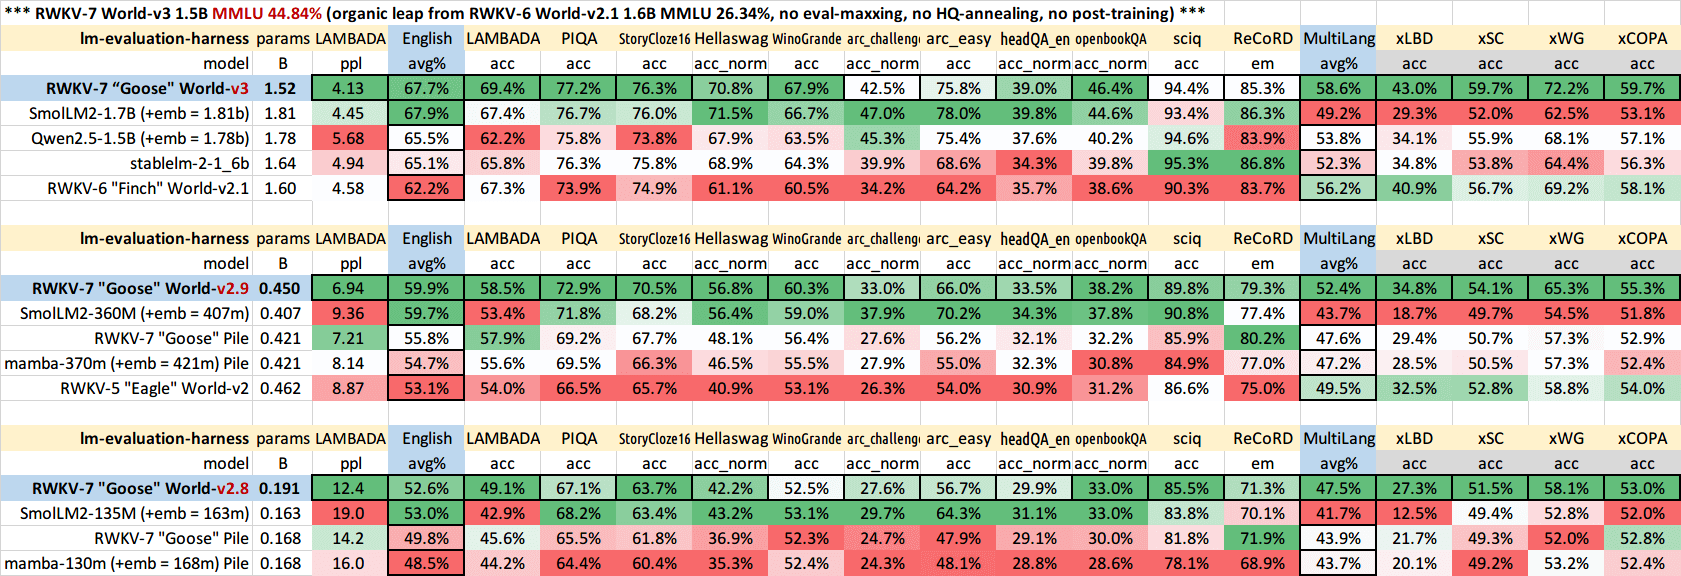 *** RWKV-7 World-v3 1.5B MMLU 44.84% (organic leap from RWKV-6 World-v2.1 1.6B MMLU 26.34%, no eval-maxxing, no HQ-annealing, no post-training) ***
lm-evaluation-harness params LAMBADA English LAMBADA PIQA StoryCloze16 Hellaswag WinoGrande arc_challenge arc_easy headQA_en openbookQA sciq ReCoRD MultiLang xLBD xSC xWG xCOPA
model B ppl avg% acc acc acc acc_norm acc acc_norm acc acc_norm acc_norm acc em avg% acc acc acc acc
RWKV-7 "Goose" World-v3 1.52 4.13 67.7% 69.4% 77.2% 76.3% 70.8% 67.9% 42.5% 75.8% 39.0% 46.4% 94.4% 85.3% 58.6% 43.0% 59.7% 72.2% 59.7%
SmolLM2-1.7B (+emb = 1.81b) 1.81 4.45 67.9% 67.4% 76.7% 76.0% 71.5% 66.7% 47.0% 78.0% 39.8% 44.6% 93.4% 86.3% 49.2% 29.3% 52.0% 62.5% 53.1%
Qwen2.5-1.5B (+emb = 1.78b) 1.78 5.68 65.5% 62.2% 75.8% 73.8% 67.9% 63.5% 45.3% 75.4% 37.6% 40.2% 94.6% 83.9% 53.8% 34.1% 55.9% 68.1% 57.1%
stablelm-2-1_6b 1.64 4.94 65.1% 65.8% 76.3% 75.8% 68.9% 64.3% 39.9% 68.6% 34.3% 39.8% 95.3% 86.8% 52.3% 34.8% 53.8% 64.4% 56.3%
RWKV-6 "Finch" World-v2.1 1.60 4.58 62.2% 67.3% 73.9% 74.9% 61.1% 60.5% 34.2% 64.2% 35.7% 38.6% 90.3% 83.7% 56.2% 40.9% 56.7% 69.2% 58.1%
lm-evaluation-harness params LAMBADA English LAMBADA PIQA StoryCloze16 Hellaswag WinoGrande arc_challenge arc_easy headQA_en openbookQA sciq ReCoRD MultiLang xLBD xSC xWG xCOPA
model B ppl avg% acc acc acc acc_norm acc acc_norm acc acc_norm acc_norm acc em avg% acc acc acc acc
RWKV-7 "Goose" World-v2.9 0.450 6.94 59.9% 58.5% 72.9% 70.5% 56.8% 60.3% 33.0% 66.0% 33.5% 38.2% 89.8% 79.3% 52.4% 34.8% 54.1% 65.3% 55.3%
SmolLM2-360M (+emb = 407m) 0.407 9.36 59.7% 53.4% 71.8% 68.2% 56.4% 59.0% 37.9% 70.2% 34.3% 37.8% 90.8% 77.4% 43.7% 18.7% 49.7% 54.5% 51.8%
RWKV-7 "Goose" Pile 0.421 7.21 55.8% 57.9% 69.2% 67.7% 48.1% 56.4% 27.6% 56.2% 32.1% 32.2% 85.9% 80.2% 47.6% 29.4% 50.7% 57.3% 52.9%
mamba-370m (+emb = 421m) Pile 0.421 8.14 54.7% 55.6% 69.5% 66.3% 46.5% 55.5% 27.9% 55.0% 32.3% 30.8% 84.9% 77.0% 47.2% 28.5% 50.5% 57.3% 52.4%
RWKV-5 "Eagle" World-v2 0.462 8.87 53.1% 54.0% 66.5% 65.7% 40.9% 53.1% 26.3% 54.0% 30.9% 31.2% 86.6% 75.0% 49.5% 32.5% 52.8% 58.8% 54.0%
lm-evaluation-harness params LAMBADA English LAMBADA PIQA StoryCloze16 Hellaswag WinoGrande arc_challenge arc_easy headQA_en openbookQA sciq ReCoRD MultiLang xLBD xSC xWG xCOPA
model B ppl avg% acc acc acc acc_norm acc acc_norm acc acc_norm acc_norm acc em avg% acc acc acc acc
RWKV-7 "Goose" World-v2.8 0.191 12.4 52.6% 49.1% 67.1% 63.7% 42.2% 52.5% 27.6% 56.7% 29.9% 33.0% 85.5% 71.3% 47.5% 27.3% 51.5% 58.1% 53.0%
SmolLM2-135M (+emb = 163m) 0.163 19.0 53.0% 42.9% 68.2% 63.4% 43.2% 53.1% 29.7% 64.3% 31.1% 33.0% 83.8% 70.1% 41.7% 12.5% 49.4% 52.8% 52.0%
RWKV-7 "Goose" Pile 0.168 14.2 49.8% 45.6% 65.5% 61.8% 36.9% 52.3% 24.7% 47.9% 29.1% 30.0% 81.8% 71.9% 43.9% 21.7% 49.3% 52.0% 52.8%
mamba-130m (+emb = 168m) Pile 0.168 16.0 48.5% 44.2% 64.4% 60.4% 35.3% 52.4% 24.3% 48.1% 28.8% 28.6% 78.1% 68.9% 43.7% 20.1% 49.2% 53.2% 52.4%